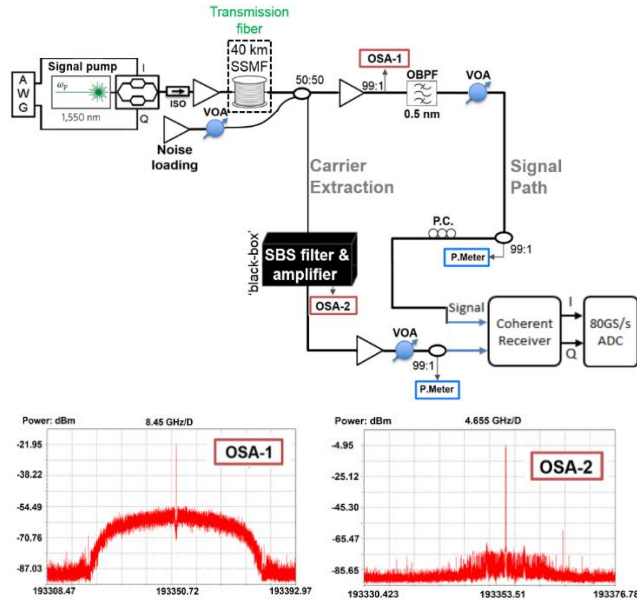 Transmission
fiber
40 km
SSMF
AWG
Signal pump
ωp
1,550 nm
I
Q
ISO
VOA
Noise
loading
50:50
OSA-1
99:1
OBPF
0.5 nm
VOA
Carrier
Extraction
Signal
Path
P.C.
99:1
P.Meter
'black-box'
SBS filter &
amplifier
OSA-2
VOA
99:1
P.Meter
Signal
Coherent
Receiver
I
Q
80GS/s
ADC
Power: dBm
8.45 GHz/D
-21.95
-38.22
-54.49
-70.76
-87.03
OSA-1
193308.47
193350.72
193392.97
Power: dBm
4.655 GHz/D
-4.95
-25.12
-45.30
-65.47
-85.65
OSA-2
193330.423
193353.51
193376.78